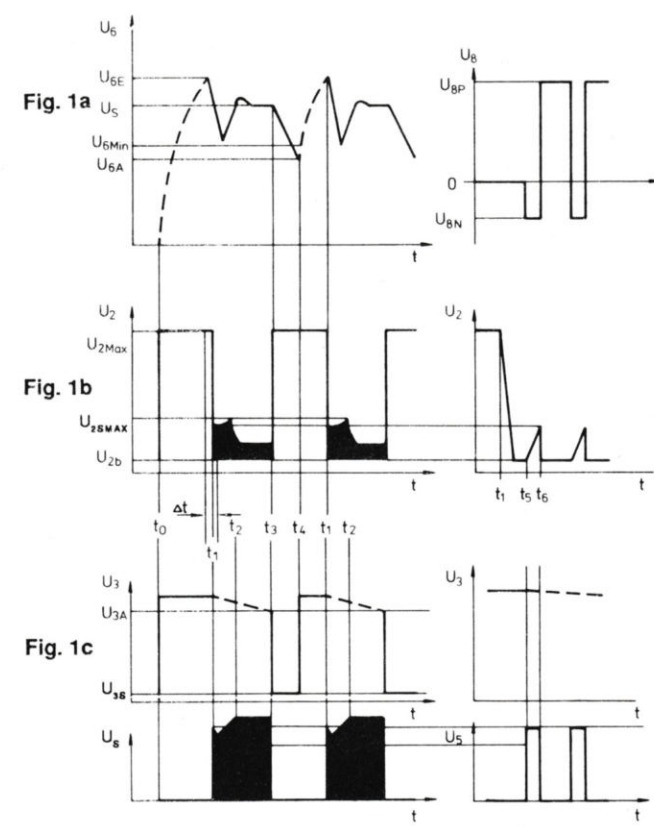 U6
U6E
Fig. 1a
US
U6Min
U6A
t
U8
U8P
0
U8N
t
U2
U2Max
Fig. 1b
U2SMAX
U2b
t
Δt
t0
t1
t2
t3
t4
t1
t2
U2
t
t1
t5
t6
U3
U3A
Fig. 1c
U3S
t
U3
t
US
t
U5
t